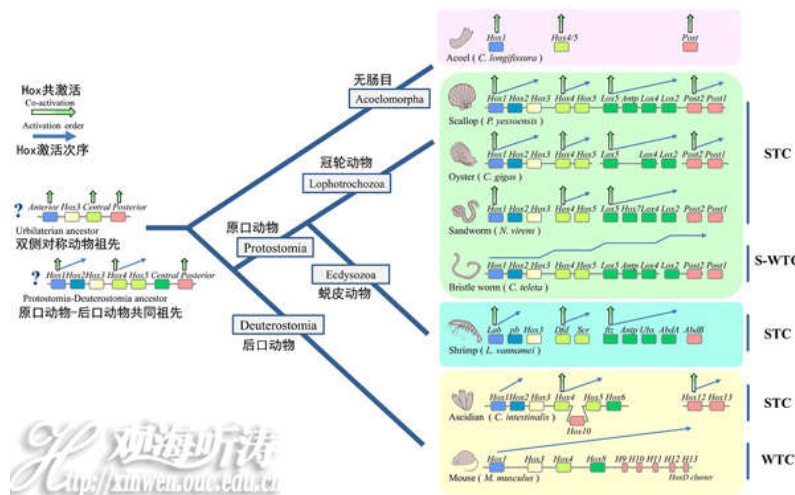 Hox共激活
Co-activation
Activation order
Hox激活次序
? Anterior Hox3 Central Posterior
Urbilaterian ancestor
双侧对称动物祖先
? Hox1 Hox2 Hox3 Hox4 Hox5 Central Posterior
Protostomia-Deuterostomia ancestor
原口动物-后口动物共同祖先
无肠目
Acoelomorpha
冠轮动物
Lophotrochozoa
原口动物
Protostomia
Ecdysozoa
蜕皮动物
Deuterostomia
后口动物
Hox1 Hox4/5 Post
Acoel ( C. longifissura )
Hox1 Hox2 Hox3 Hox4 Hox5 Lox5 Antp Lox4 Lox2 Post2 Post1
Scallop ( P. yessoensis )
Hox1 Hox2 Hox3 Hox4 Hox5 Lox5 Lox4 Lox2 Post2 Post1
Oyster ( C. gigas )
Hox1 Hox2 Hox3 Hox4 Hox5 Lox5 Hox7 Lox4 Lox2 Post2 Post1
Sandworm ( N. virens )
STC
Hox1 Hox2 Hox3 Hox4 Hox5 Lox5 Antp Lox4 Lox2 Post2 Post1
Bristle worm ( C. teleta )
S-WTC
Lab pb Hox3 Dfd Scr ftz Antp Ubx AbdA AbdB
Shrimp ( L. vannamei )
STC
Hox1 Hox2 Hox3 Hox4 Hox5 Hox6 Hox12 Hox13
Ascidian ( C. intestinalis )
Hox10
STC
Hox1 Hox3 Hox4 Hox8 H9 H10 H11 H12 H13
Mouse ( M. musculus )
HoxD cluster
WTC
观海听涛
Http://xinwen.ouc.edu.cn